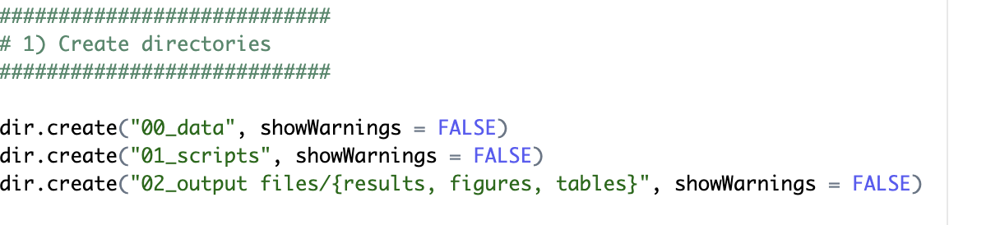 ############################
# 1) Create directories
############################
dir.create("00_data", showWarnings = FALSE)
dir.create("01_scripts", showWarnings = FALSE)
dir.create("02_output files/{results, figures, tables}", showWarnings = FALSE)